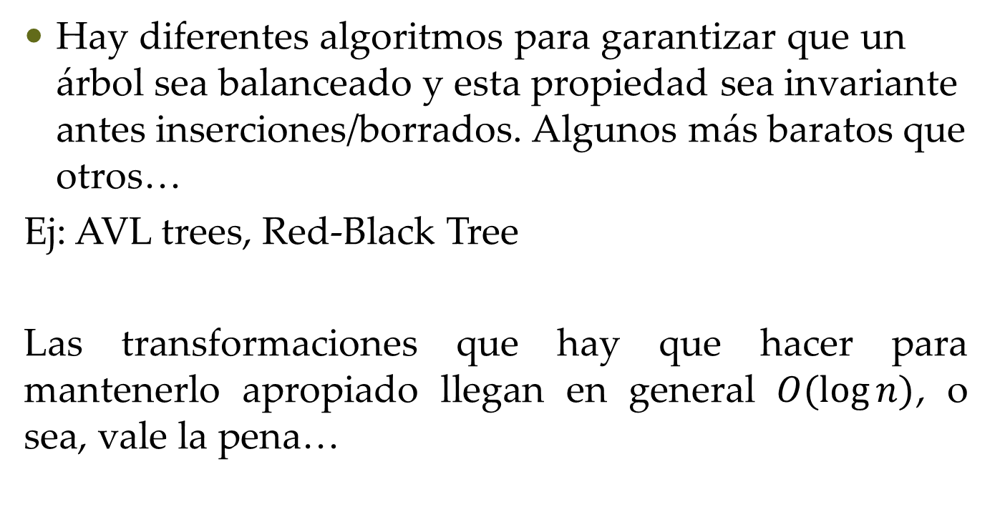 • Hay diferentes algoritmos para garantizar que un
árbol sea balanceado y esta propiedad sea invariante
antes inserciones/borrados. Algunos más baratos que
otros…
Ej: AVL trees, Red-Black Tree
Las transformaciones que hay que hacer para
mantenerlo apropiado llegan en general O(log n), o
sea, vale la pena…